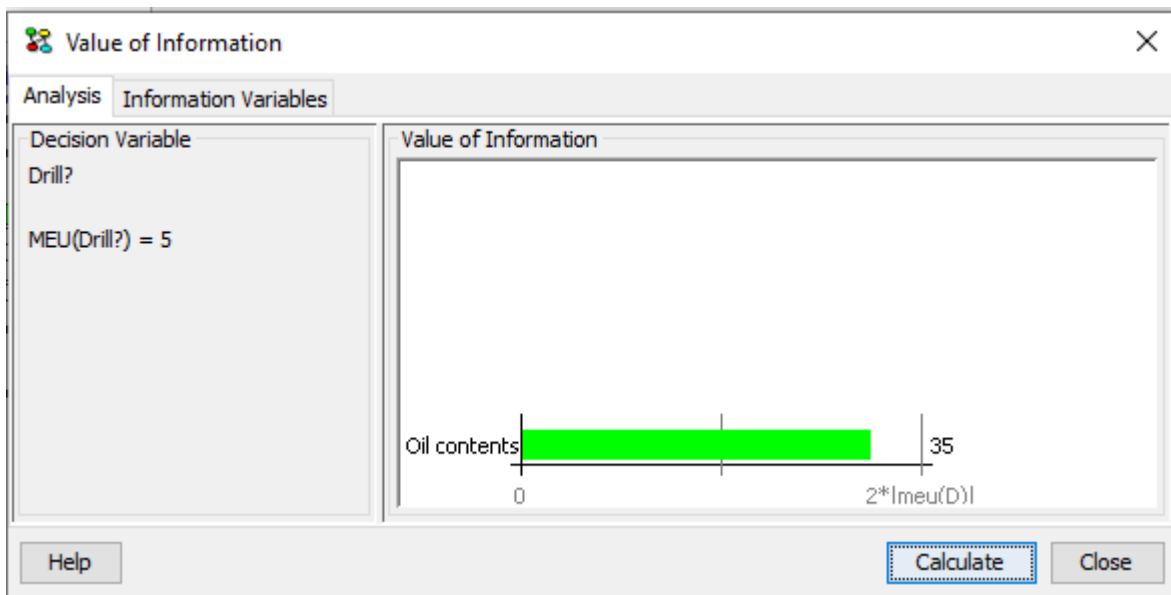 Value of Information
Analysis
Information Variables
Decision Variable
Drill?
MEU(Drill?) = 5
Value of Information
Oil contents
35
0
2*|meu(D)|
Help
Calculate
Close